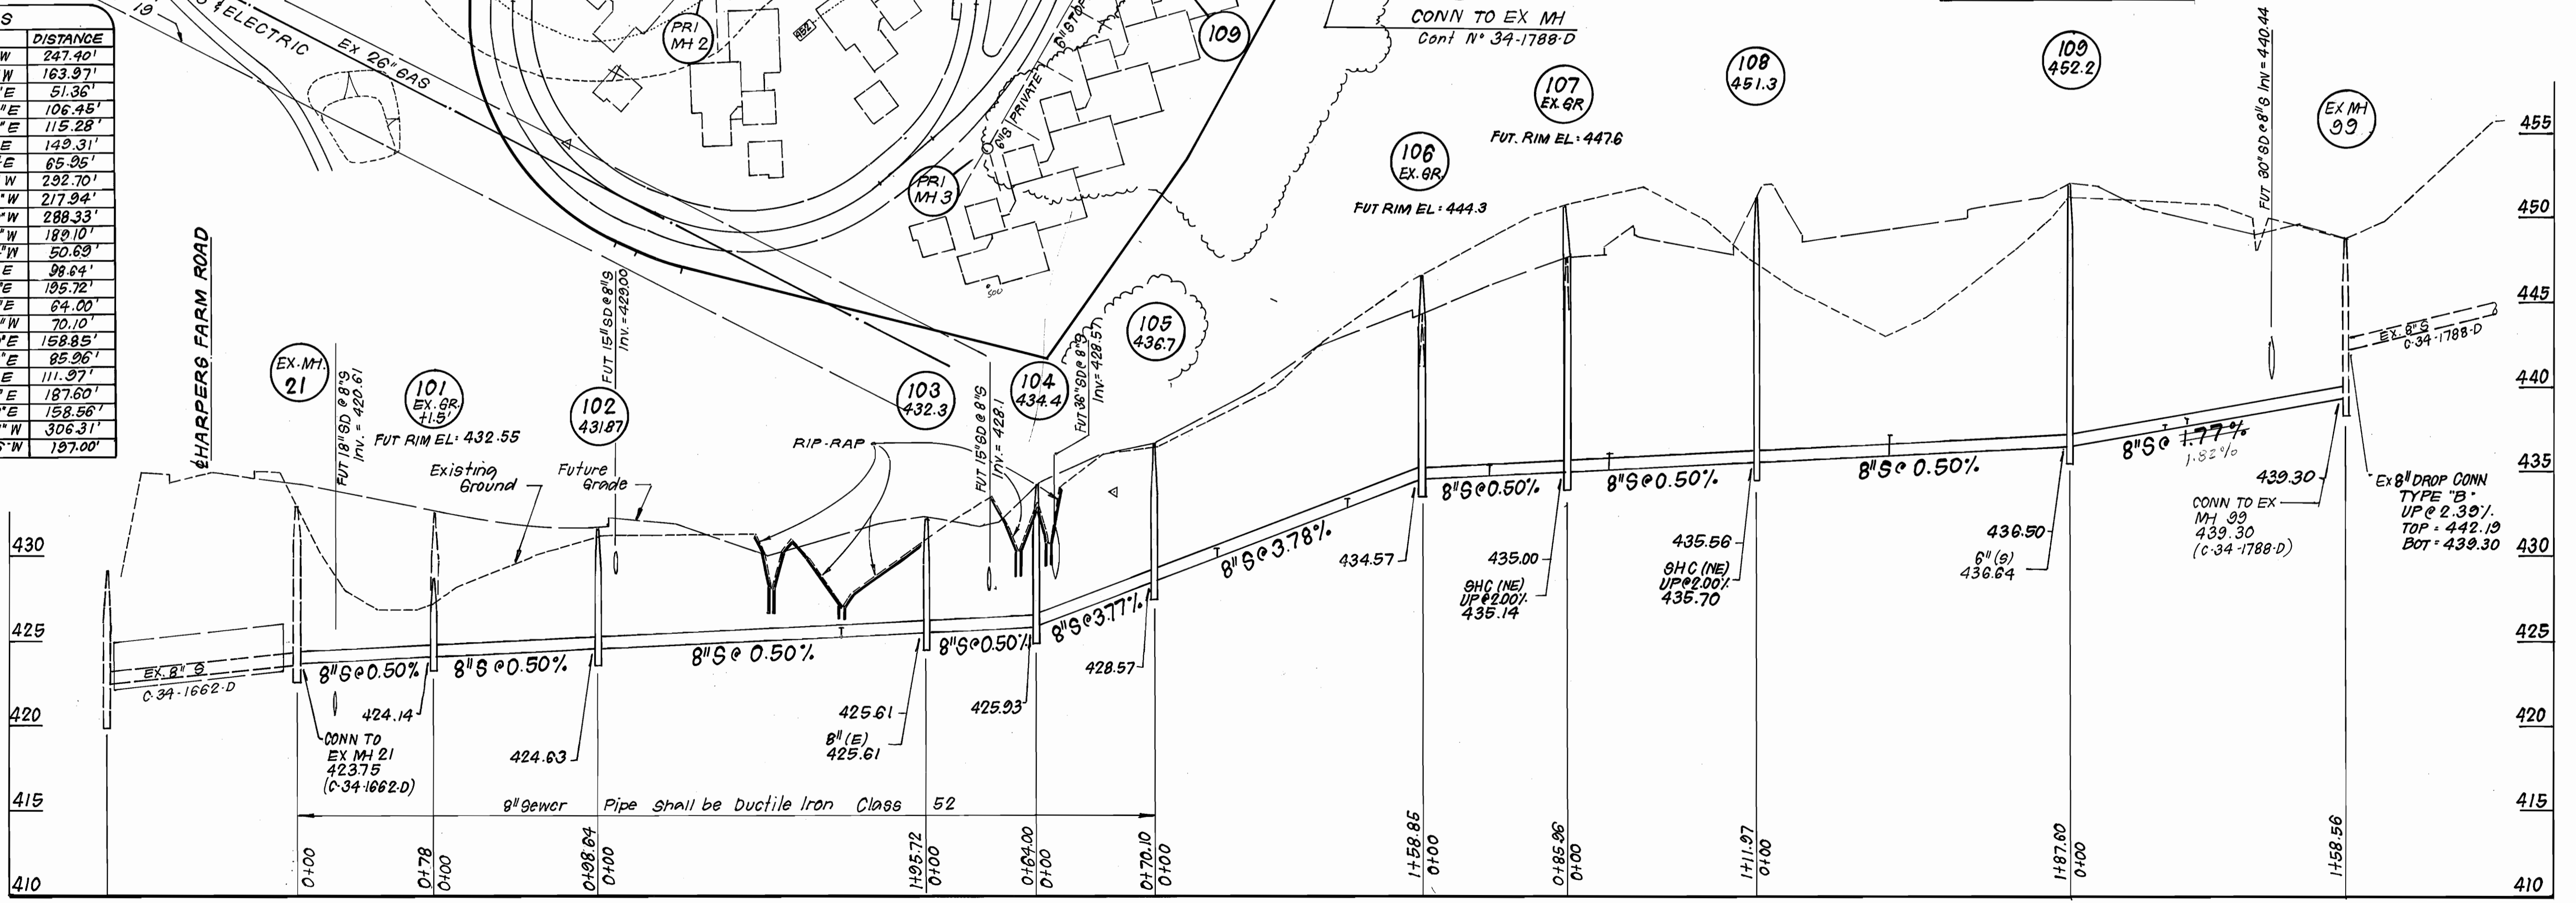 S
DISTANCE
W 247.40'
W 163.97'
"E 51.36'
"E 106.45'
"E 115.28'
E 149.31'
E 65.95'
W 292.70'
"W 217.94'
"W 288.33'
"W 189.10'
"W 50.69'
E 98.64'
"E 195.72'
"E 64.00'
"W 70.10'
"E 158.85'
"E 85.96'
E 111.97'
"E 187.60'
"E 158.56'
"W 306.31'
"W 197.00'
19
& ELECTRIC
EX 26" GAS
PRI
MH 2
452
6"S PRIVATE
PRI
MH 3
500
109
CONN TO EX MH
Cont Nº 34-1788-D
℄HARPERS FARM ROAD
EX. MH.
21
FUT 18" SD @ 8"S
Inv. = 420.61
101
EX. GR.
+1.5'
FUT RIM EL: 432.55
102
431.87
FUT 15" SD @ 8"S
Inv. = 429.00
103
432.3
FUT 15" SD @ 8"S
Inv. = 428.1
104
434.4
FUT 36" SD @ 8"S
Inv. = 428.57
105
436.7
106
EX. GR.
FUT RIM EL: 444.3
107
EX. GR
FUT. RIM EL: 447.6
108
451.3
109
452.2
FUT 30" SD @ 8"S Inv = 440.44
EX MH
99
Existing
Ground
Future
Grade
RIP-RAP
455
450
445
440
435
430
425
420
415
410
430
425
420
415
410
EX. 8" S
C-34-1662-D
8"S@0.50%
8"S @0.50%
8"S @ 0.50%
8"S@0.50%
8"S@3.77%
8"S@3.78%
8"S@0.50%
8"S@0.50%
8"S@ 0.50%
8"S@ 1.77%
1.82%
EX. 8" S
C-34-1788-D
CONN TO
EX MH 21
423.75
(C-34-1662-D)
424.14
424.63
425.61
8" (E)
425.61
425.93
428.57
434.57
435.00
SHC (NE)
UP@2.00%
435.14
435.56
SHC (NE)
UP@2.00%
435.70
436.50
6" (S)
436.64
439.30
CONN TO EX
MH 99
439.30
(C-34-1788-D)
EX 8" DROP CONN
TYPE "B"
UP @ 2.39%
TOP = 442.19
BOT = 439.30
8" Sewer Pipe Shall be Ductile Iron Class 52
0+00
0+78
0+00
0+98.64
0+00
1+95.72
0+00
0+64.00
0+00
0+70.10
0+00
1+58.85
0+00
0+85.96
0+00
1+11.97
0+00
1+87.60
0+00
1+58.56